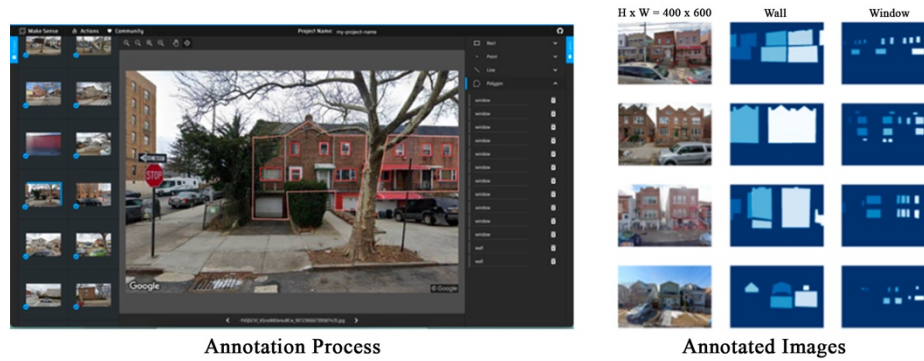 Make Sense
Actions
Community
Project Name: my-project-name
Rect
Point
Line
Polygon
window
window
window
window
window
window
window
window
window
window
window
wall
wall
STOP
Google
© Google
H x W = 400 x 600
Wall
Window
Annotation Process
Annotated Images